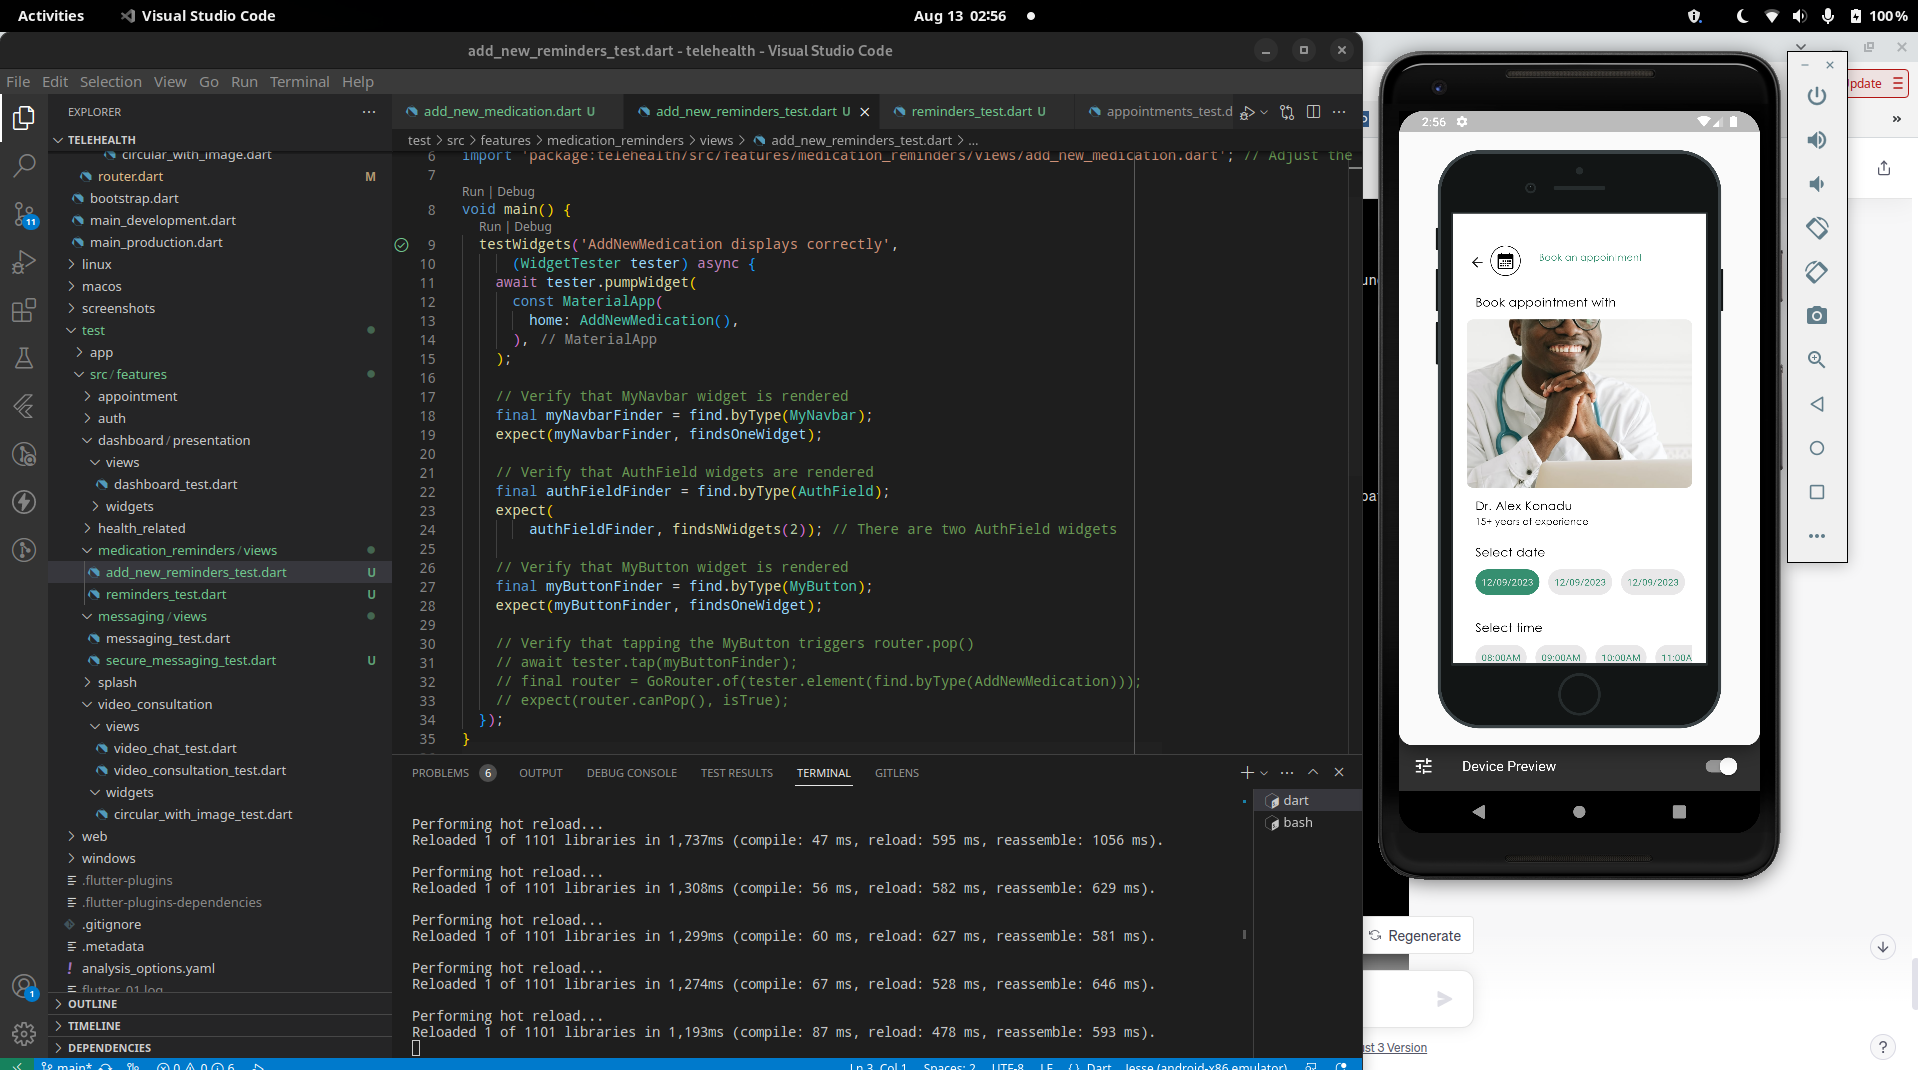 Activities
Visual Studio Code
Aug 13 02:56
100%
add_new_reminders_test.dart - telehealth - Visual Studio Code
File Edit Selection View Go Run Terminal Help
EXPLORER
TELEHEALTH
circular_with_image.dart
router.dart M
bootstrap.dart
main_development.dart
main_production.dart
linux
macos
screenshots
test
app
src/features
appointment
auth
dashboard/presentation
views
dashboard_test.dart
widgets
health_related
medication_reminders/views
add_new_reminders_test.dart U
reminders_test.dart U
messaging/views
messaging_test.dart
secure_messaging_test.dart U
splash
video_consultation
views
video_chat_test.dart
video_consultation_test.dart
widgets
circular_with_image_test.dart
web
windows
.flutter-plugins
.flutter-plugins-dependencies
.gitignore
.metadata
analysis_options.yaml
flutter_01.log
OUTLINE
TIMELINE
DEPENDENCIES
11
1
add_new_medication.dart U
add_new_reminders_test.dart U
reminders_test.dart U
appointments_test.d
test > src > features > medication_reminders > views > add_new_reminders_test.dart > ...
6 import 'package:telehealth/src/features/medication_reminders/views/add_new_medication.dart'; // Adjust the
7
Run | Debug
8 void main() {
Run | Debug
9 testWidgets('AddNewMedication displays correctly',
10 (WidgetTester tester) async {
11 await tester.pumpWidget(
12 const MaterialApp(
13 home: AddNewMedication(),
14 ), // MaterialApp
15 );
16
17 // Verify that MyNavbar widget is rendered
18 final myNavbarFinder = find.byType(MyNavbar);
19 expect(myNavbarFinder, findsOneWidget);
20
21 // Verify that AuthField widgets are rendered
22 final authFieldFinder = find.byType(AuthField);
23 expect(
24 authFieldFinder, findsNWidgets(2)); // There are two AuthField widgets
25
26 // Verify that MyButton widget is rendered
27 final myButtonFinder = find.byType(MyButton);
28 expect(myButtonFinder, findsOneWidget);
29
30 // Verify that tapping the MyButton triggers router.pop()
31 // await tester.tap(myButtonFinder);
32 // final router = GoRouter.of(tester.element(find.byType(AddNewMedication)));
33 // expect(router.canPop(), isTrue);
34 });
35 }
PROBLEMS 6 OUTPUT DEBUG CONSOLE TEST RESULTS TERMINAL GITLENS
dart
bash
Performing hot reload...
Reloaded 1 of 1101 libraries in 1,737ms (compile: 47 ms, reload: 595 ms, reassemble: 1056 ms).
Performing hot reload...
Reloaded 1 of 1101 libraries in 1,308ms (compile: 56 ms, reload: 582 ms, reassemble: 629 ms).
Performing hot reload...
Reloaded 1 of 1101 libraries in 1,299ms (compile: 60 ms, reload: 627 ms, reassemble: 581 ms).
Performing hot reload...
Reloaded 1 of 1101 libraries in 1,274ms (compile: 67 ms, reload: 528 ms, reassemble: 646 ms).
Performing hot reload...
Reloaded 1 of 1101 libraries in 1,193ms (compile: 87 ms, reload: 478 ms, reassemble: 593 ms).
main* 0 0 6
Ln 3, Col 1 Spaces: 2 UTF-8 LF { } Dart Jesse (android-x86 emulator)
2:56
Book an appoinment
Book appointment with
Dr. Alex Konadu
15+ years of experience
Select date
12/09/2023 12/09/2023 12/09/2023
Select time
08:00AM 09:00AM 10:00AM 11:00A
Device Preview
pdate
Regenerate
ust 3 Version
?